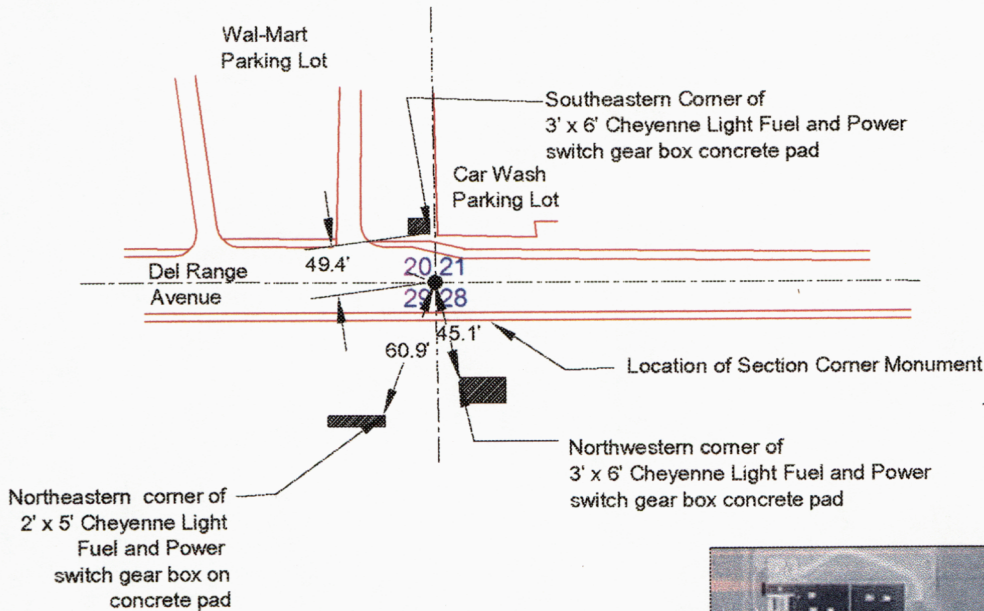 Wal-Mart
Parking Lot
Southeastern Corner of
3' x 6' Cheyenne Light Fuel and Power
switch gear box concrete pad
Car Wash
Parking Lot
49.4'
20 21
Del Range
Avenue
29 28
45.1'
60.9'
Location of Section Corner Monument
Northwestern corner of
3' x 6' Cheyenne Light Fuel and Power
switch gear box concrete pad
Northeastern corner of
2' x 5' Cheyenne Light
Fuel and Power
switch gear box on
concrete pad